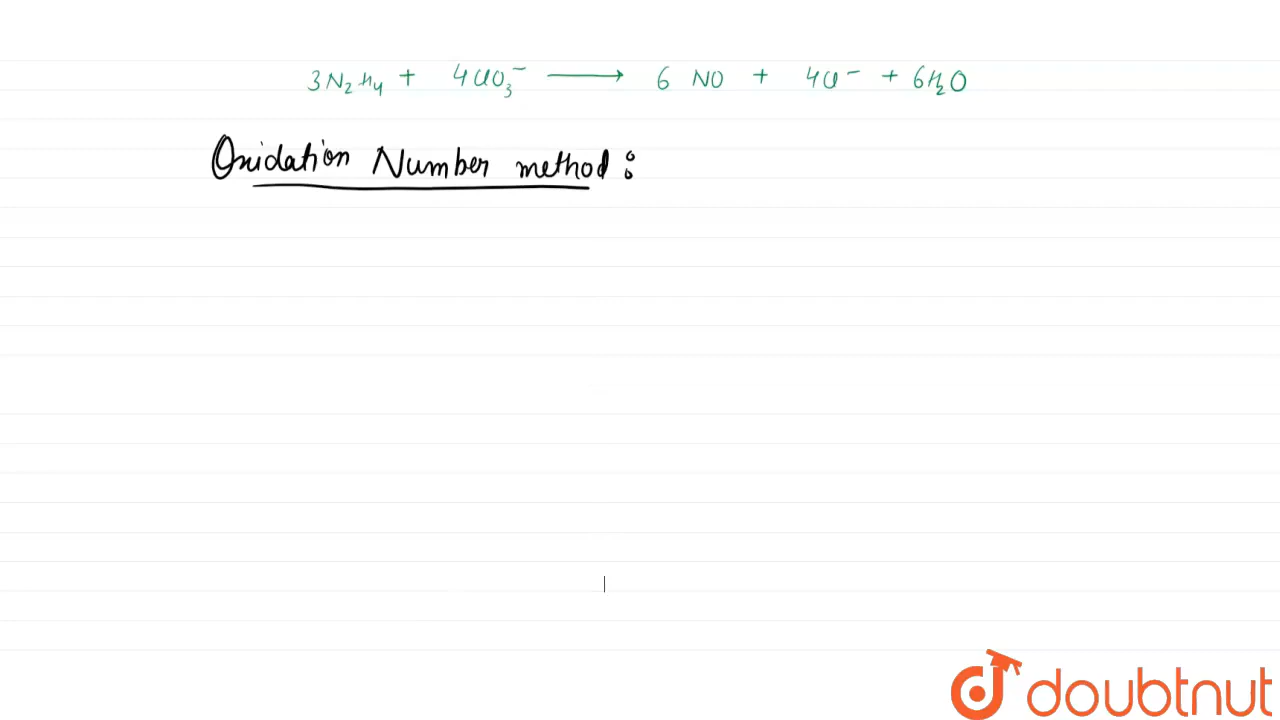 3N₂H₄ + 4ClO₃⁻ ⟶ 6 NO + 4Cl⁻ + 6H₂O
Oxidation Number method :
doubtnut